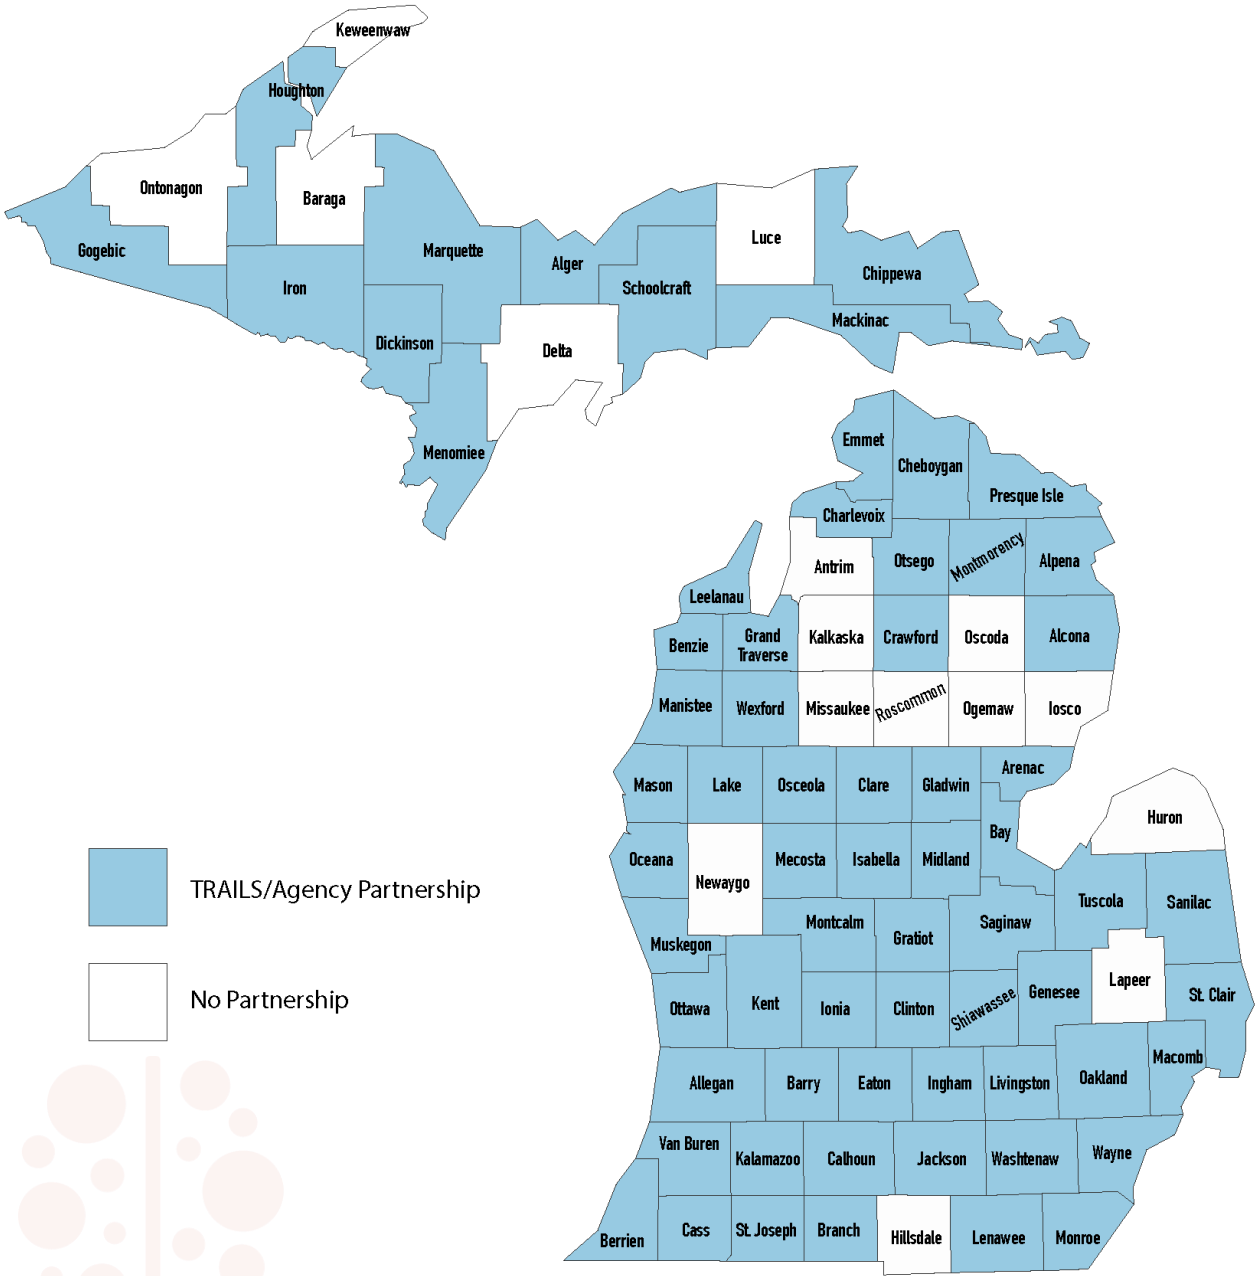 Keweenwaw
Houghton
Ontonagon
Baraga
Luce
Gogebic
Marquette
Alger
Chippewa
Iron
Schoolcraft
Mackinac
Dickinson
Delta
Menomiee
Emmet
Cheboygan
Presque Isle
Charlevoix
Antrim
Otsego
Montmorency
Alpena
Leelanau
Benzie
Grand
Traverse
Kalkaska
Crawford
Oscoda
Alcona
Manistee
Wexford
Missaukee
Roscommon
Ogemaw
Iosco
Mason
Lake
Osceola
Clare
Gladwin
Arenac
Huron
Oceana
Newaygo
Mecosta
Isabella
Midland
Bay
TRAILS/Agency Partnership
Muskegon
Montcalm
Gratiot
Saginaw
Tuscola
Sanilac
No Partnership
Ottawa
Kent
Ionia
Clinton
Shiawassee
Genesee
Lapeer
St. Clair
Allegan
Barry
Eaton
Ingham
Livingston
Oakland
Macomb
Van Buren
Kalamazoo
Calhoun
Jackson
Washtenaw
Wayne
Berrien
Cass
St. Joseph
Branch
Hillsdale
Lenawee
Monroe